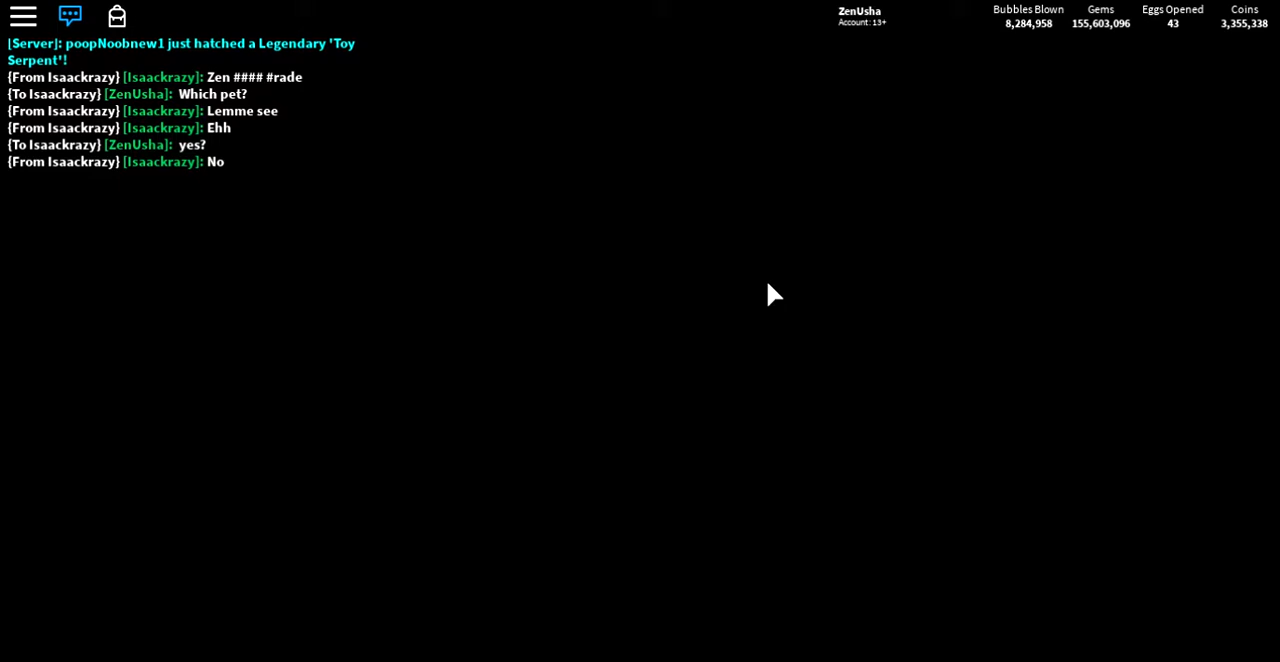 ZenUsha
Account: 13+
Bubbles Blown
8,284,958
Gems
155,603,096
Eggs Opened
43
Coins
3,355,338
[Server]: poopNoobnew1 just hatched a Legendary 'Toy
Serpent'!
{From Isaackrazy} [Isaackrazy]: Zen #### #rade
{To Isaackrazy} [ZenUsha]: Which pet?
{From Isaackrazy} [Isaackrazy]: Lemme see
{From Isaackrazy} [Isaackrazy]: Ehh
{To Isaackrazy} [ZenUsha]: yes?
{From Isaackrazy} [Isaackrazy]: No